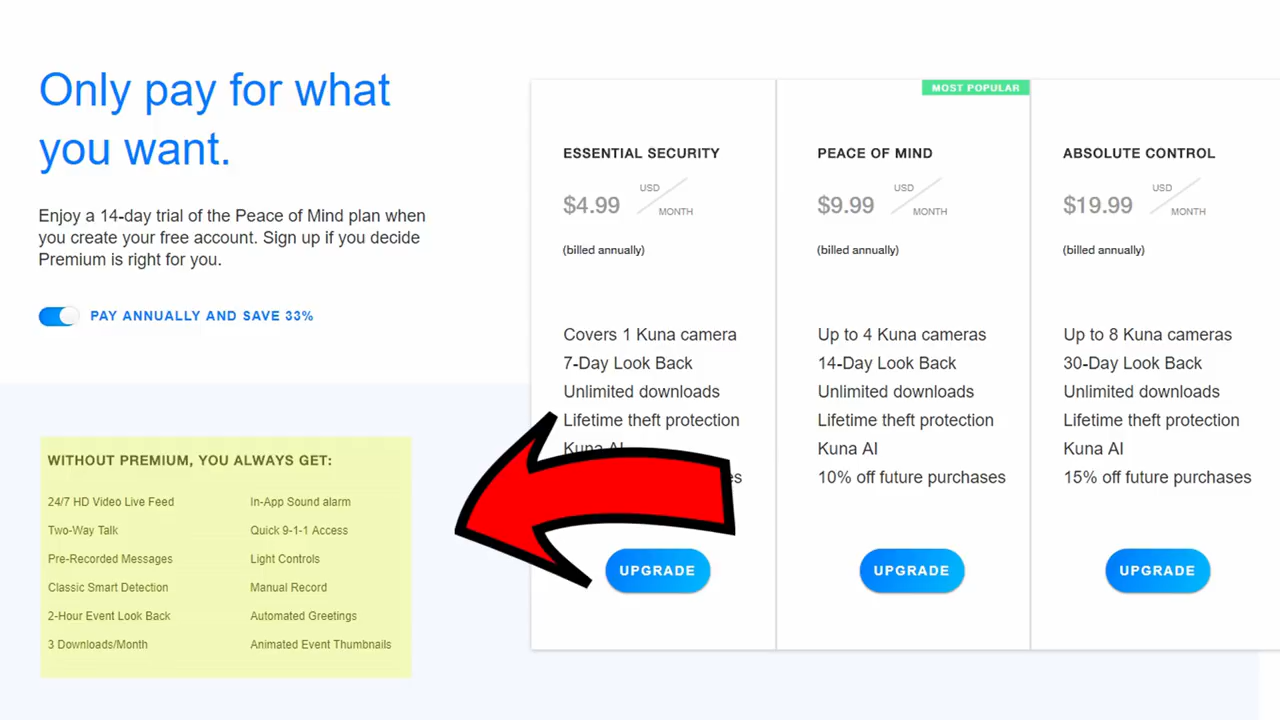 Only pay for what
you want.
Enjoy a 14-day trial of the Peace of Mind plan when
you create your free account. Sign up if you decide
Premium is right for you.
PAY ANNUALLY AND SAVE 33%
WITHOUT PREMIUM, YOU ALWAYS GET:
24/7 HD Video Live Feed
Two-Way Talk
Pre-Recorded Messages
Classic Smart Detection
2-Hour Event Look Back
3 Downloads/Month
In-App Sound alarm
Quick 9-1-1 Access
Light Controls
Manual Record
Automated Greetings
Animated Event Thumbnails
ESSENTIAL SECURITY
$4.99 USD
MONTH
(billed annually)
Covers 1 Kuna camera
7-Day Look Back
Unlimited downloads
Lifetime theft protection
Kuna AI
UPGRADE
MOST POPULAR
PEACE OF MIND
$9.99 USD
MONTH
(billed annually)
Up to 4 Kuna cameras
14-Day Look Back
Unlimited downloads
Lifetime theft protection
Kuna AI
10% off future purchases
UPGRADE
ABSOLUTE CONTROL
$19.99 USD
MONTH
(billed annually)
Up to 8 Kuna cameras
30-Day Look Back
Unlimited downloads
Lifetime theft protection
Kuna AI
15% off future purchases
UPGRADE